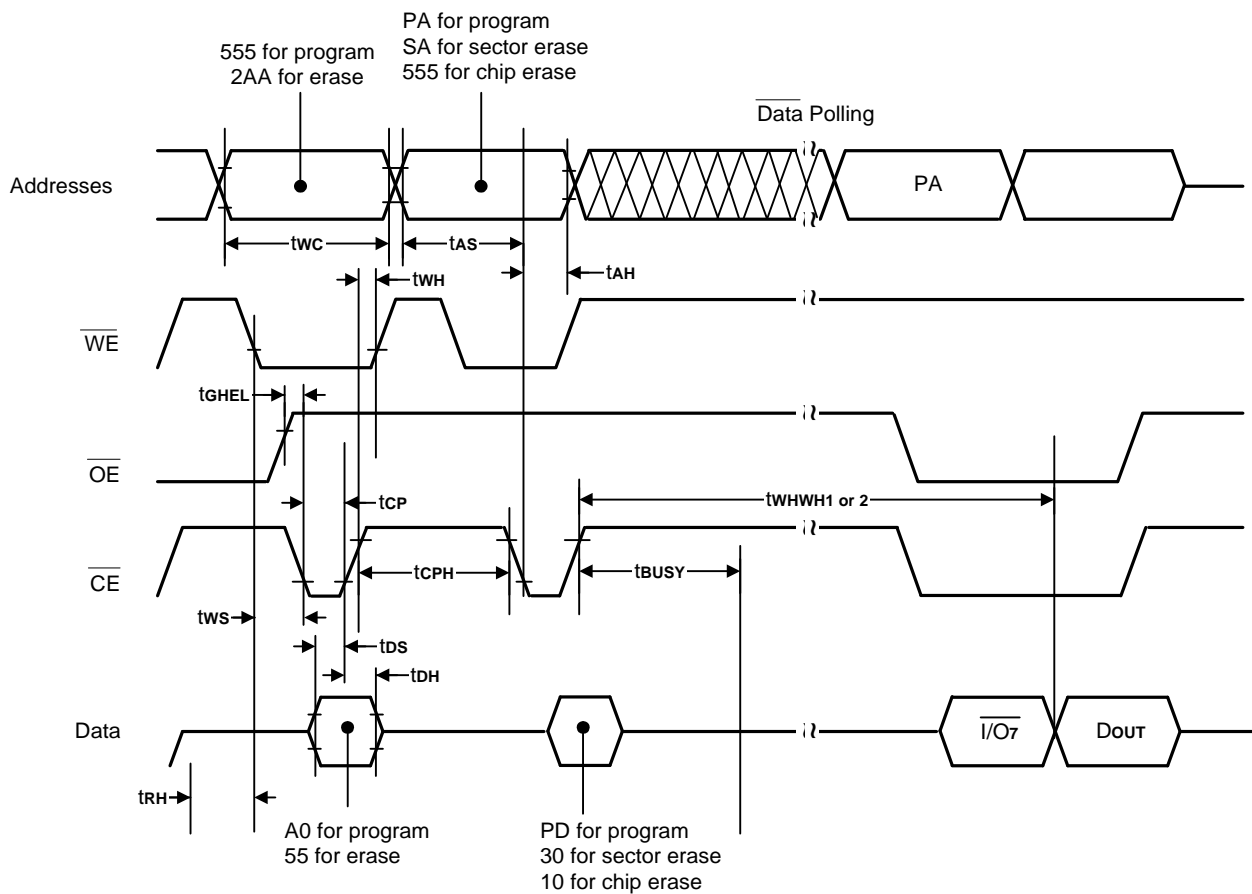 555 for program
2AA for erase
PA for program
SA for sector erase
555 for chip erase
Data Polling
Addresses
PA
tWC
tAS
tWH
tAH
WE
tGHEL
OE
tCP
tWHWH1 or 2
CE
tCPH
tBUSY
tWS
tDS
tDH
Data
I/O7
DOUT
tRH
A0 for program
55 for erase
PD for program
30 for sector erase
10 for chip erase